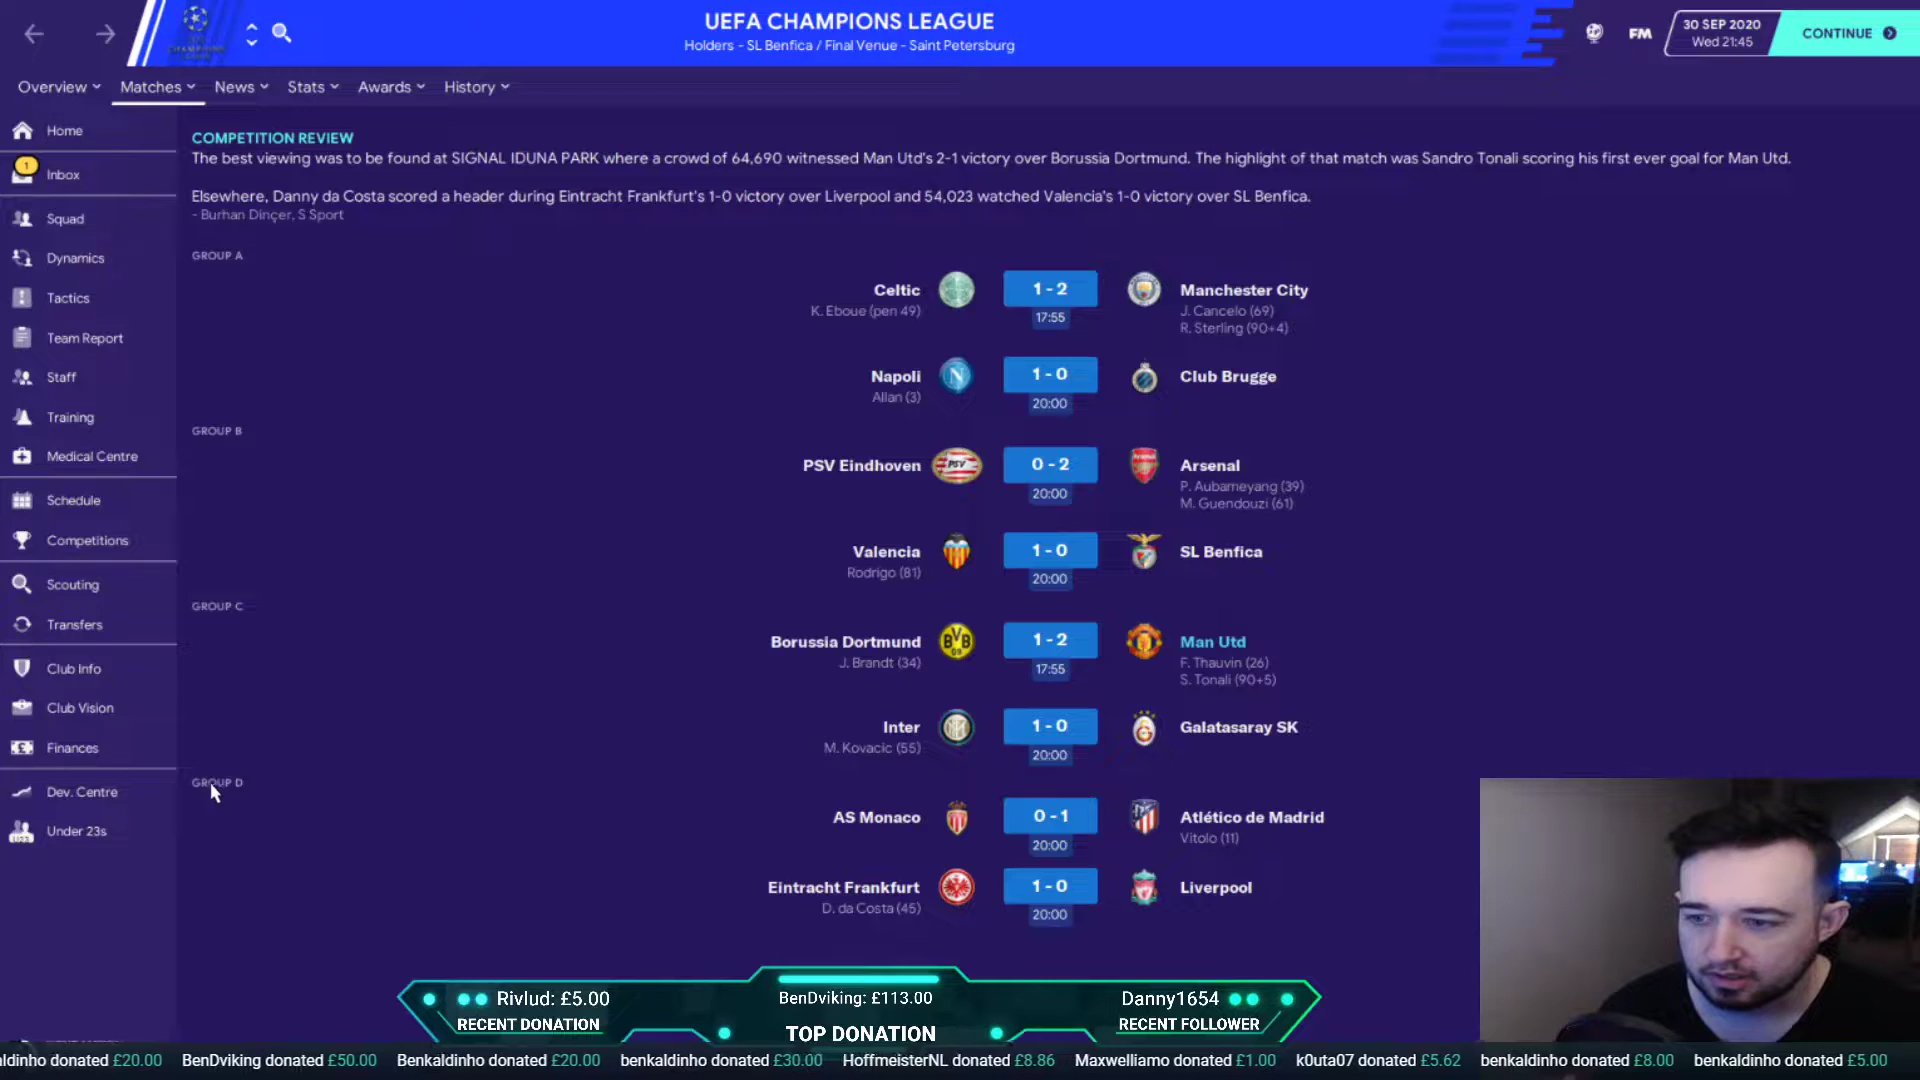 UEFA CHAMPIONS LEAGUE
Holders - SL Benfica / Final Venue - Saint Petersburg
FM
30 SEP 2020
Wed 21:45
CONTINUE
Overview
Matches
News
Stats
Awards
History
Home
1
Inbox
Squad
Dynamics
Tactics
Team Report
Staff
Training
Medical Centre
Schedule
Competitions
Scouting
Transfers
Club Info
Club Vision
Finances
Dev. Centre
Under 23s
COMPETITION REVIEW
The best viewing was to be found at SIGNAL IDUNA PARK where a crowd of 64,690 witnessed Man Utd's 2-1 victory over Borussia Dortmund. The highlight of that match was Sandro Tonali scoring his first ever goal for Man Utd.
Elsewhere, Danny da Costa scored a header during Eintracht Frankfurt's 1-0 victory over Liverpool and 54,023 watched Valencia's 1-0 victory over SL Benfica.
- Burhan Dinçer, S Sport
GROUP A
Celtic 1 - 2 Manchester City
K. Eboue (pen 49) 17:55 J. Cancelo (69)
R. Sterling (90+4)
Napoli 1 - 0 Club Brugge
Allan (3) 20:00
GROUP B
PSV Eindhoven 0 - 2 Arsenal
20:00 P. Aubameyang (39)
M. Guendouzi (61)
Valencia 1 - 0 SL Benfica
Rodrigo (81) 20:00
GROUP C
Borussia Dortmund 1 - 2 Man Utd
J. Brandt (34) 17:55 F. Thauvin (26)
S. Tonali (90+5)
Inter 1 - 0 Galatasaray SK
M. Kovacic (55) 20:00
GROUP D
AS Monaco 0 - 1 Atlético de Madrid
20:00 Vitolo (11)
Eintracht Frankfurt 1 - 0 Liverpool
D. da Costa (45) 20:00
Rivlud: £5.00
RECENT DONATION
BenDviking: £113.00
TOP DONATION
Danny1654
RECENT FOLLOWER
aldinho donated £20.00 BenDviking donated £50.00 Benkaldinho donated £20.00 benkaldinho donated £30.00 HoffmeisterNL donated £8.86 Maxwelliamo donated £1.00 k0uta07 donated £5.62 benkaldinho donated £8.00 benkaldinho donated £5.00